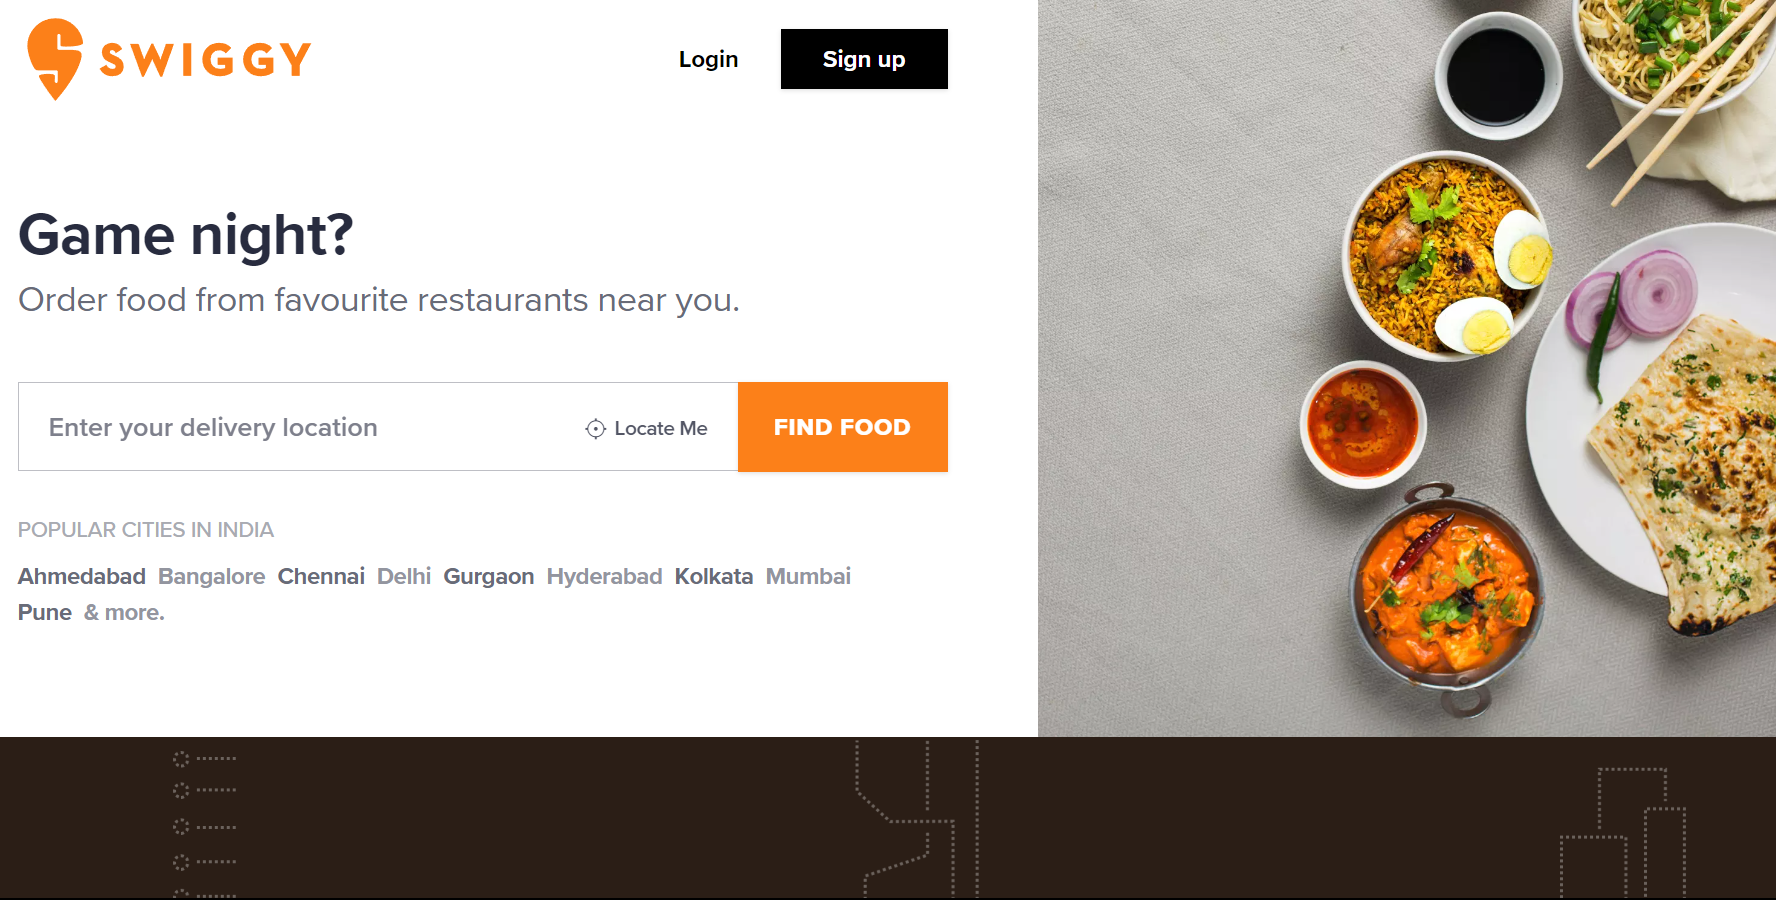 SWIGGY
Login
Sign up
Game night?
Order food from favourite restaurants near you.
Enter your delivery location
Locate Me
FIND FOOD
POPULAR CITIES IN INDIA
Ahmedabad Bangalore Chennai Delhi Gurgaon Hyderabad Kolkata Mumbai
Pune & more.